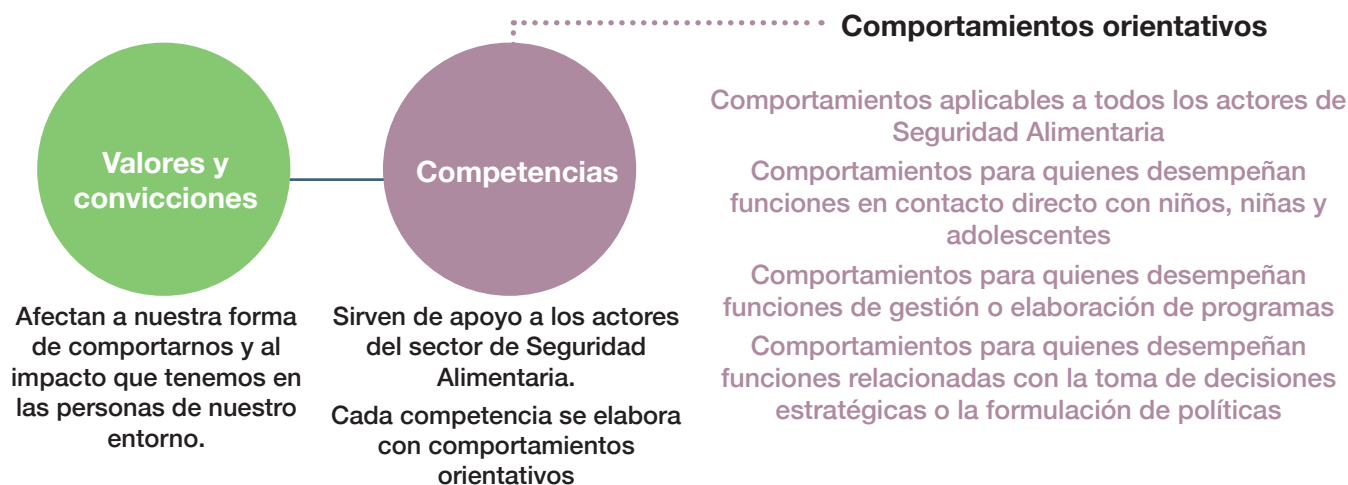 Valores y
convicciones
Afectan a nuestra forma
de comportarnos y al
impacto que tenemos en
las personas de nuestro
entorno.
Competencias
Sirven de apoyo a los actores
del sector de Seguridad
Alimentaria.
Cada competencia se elabora
con comportamientos
orientativos
Comportamientos orientativos
Comportamientos aplicables a todos los actores de
Seguridad Alimentaria
Comportamientos para quienes desempeñan
funciones en contacto directo con niños, niñas y
adolescentes
Comportamientos para quienes desempeñan
funciones de gestión o elaboración de programas
Comportamientos para quienes desempeñan
funciones relacionadas con la toma de decisiones
estratégicas o la formulación de políticas